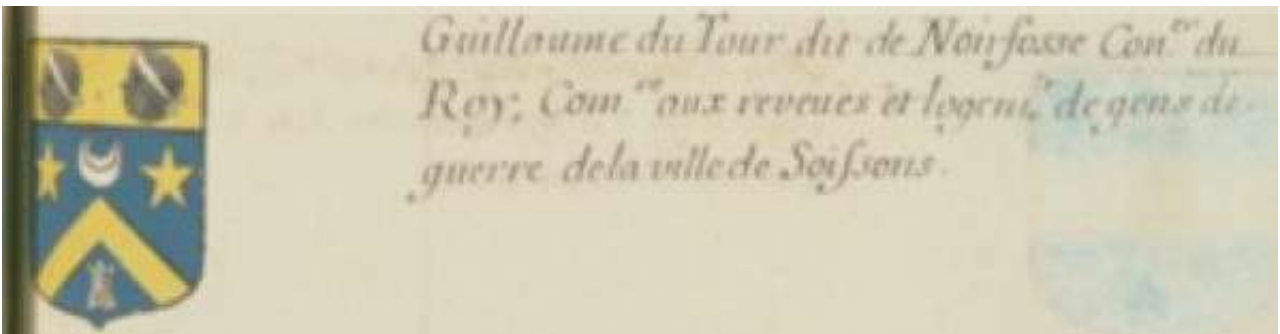 Guillaume du Tour dit de Noirfosse Con.er du
Roy, Com.re aux reveues et logem.s de gens de
guerre dela ville de Soissons.